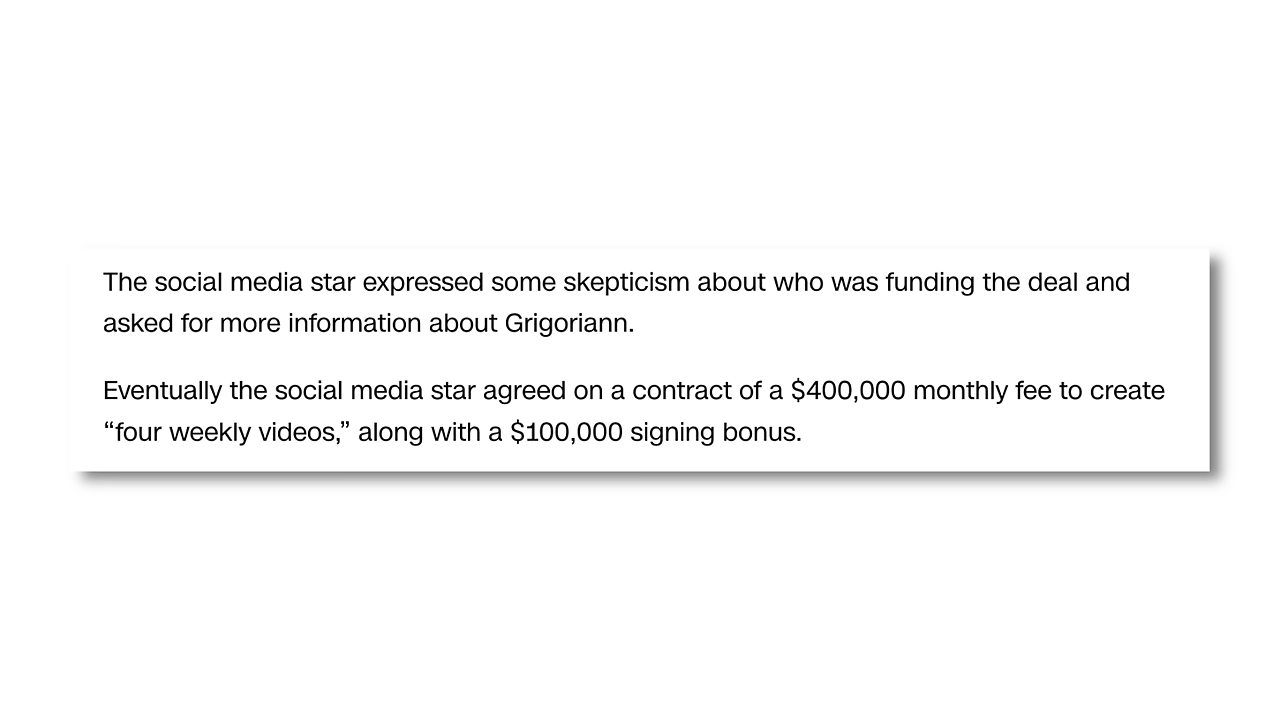 The social media star expressed some skepticism about who was funding the deal and
asked for more information about Grigoriann.
Eventually the social media star agreed on a contract of a $400,000 monthly fee to create
“four weekly videos,” along with a $100,000 signing bonus.